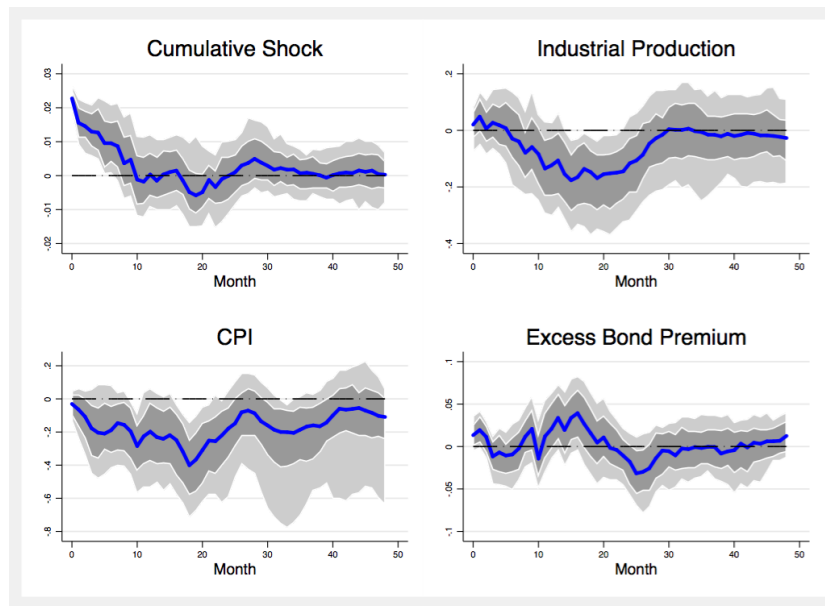 Cumulative Shock
.03
.02
.01
0
-.01
-.02
0 10 20 30 40 50
Month
Industrial Production
.2
0
-.2
-.4
0 10 20 30 40 50
Month
CPI
.2
0
-.2
-.4
-.6
-.8
0 10 20 30 40 50
Month
Excess Bond Premium
.1
.05
0
-.05
-.1
0 10 20 30 40 50
Month